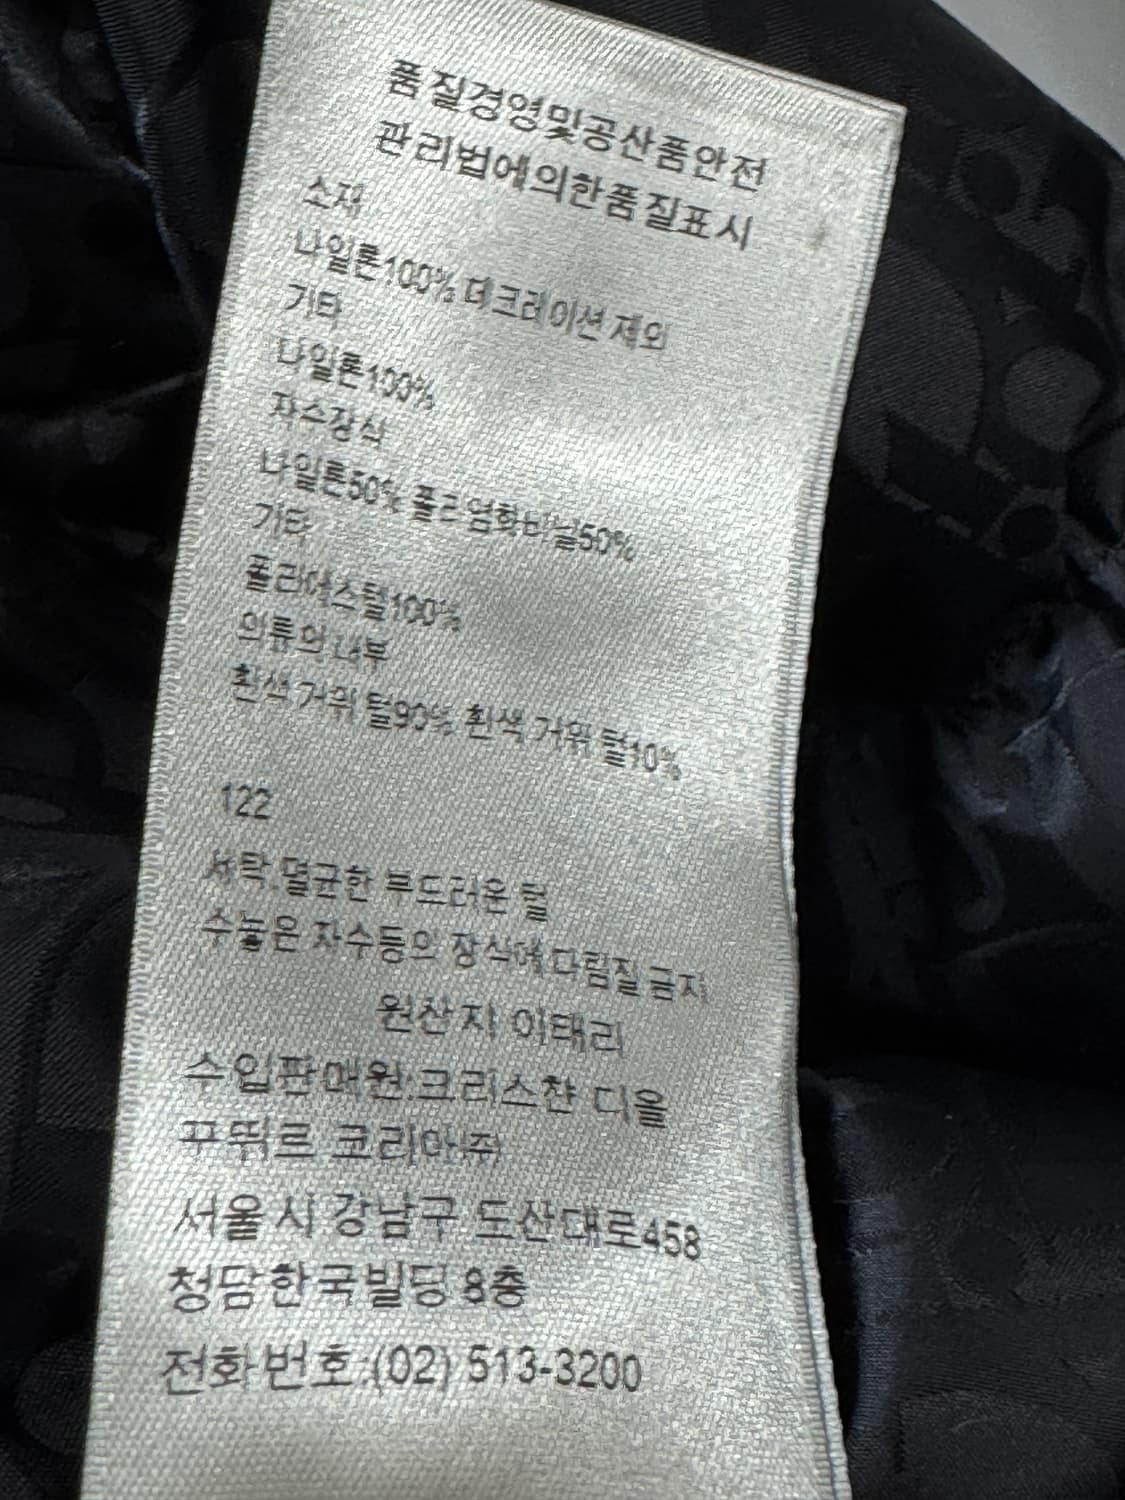 품질경영및공산품안전
관리법에의한품질표시
소재
나일론100% 더크레이션 제외
기타
나일론100%
자수장식
나일론50% 폴리염화비닐50%
기타
폴리에스텔100%
의류의 내부
흰색 거위 털90% 흰색 거위 털10%
122
세탁.멸균한 부드러운 털
수놓은 자수등의 장식에 다림질 금지
원산지 이태리
수입판매원:크리스챤 디올
꾸뛰르 코리아.주
서울시 강남구 도산대로458
청담한국빌딩 8층
전화번호:(02) 513-3200